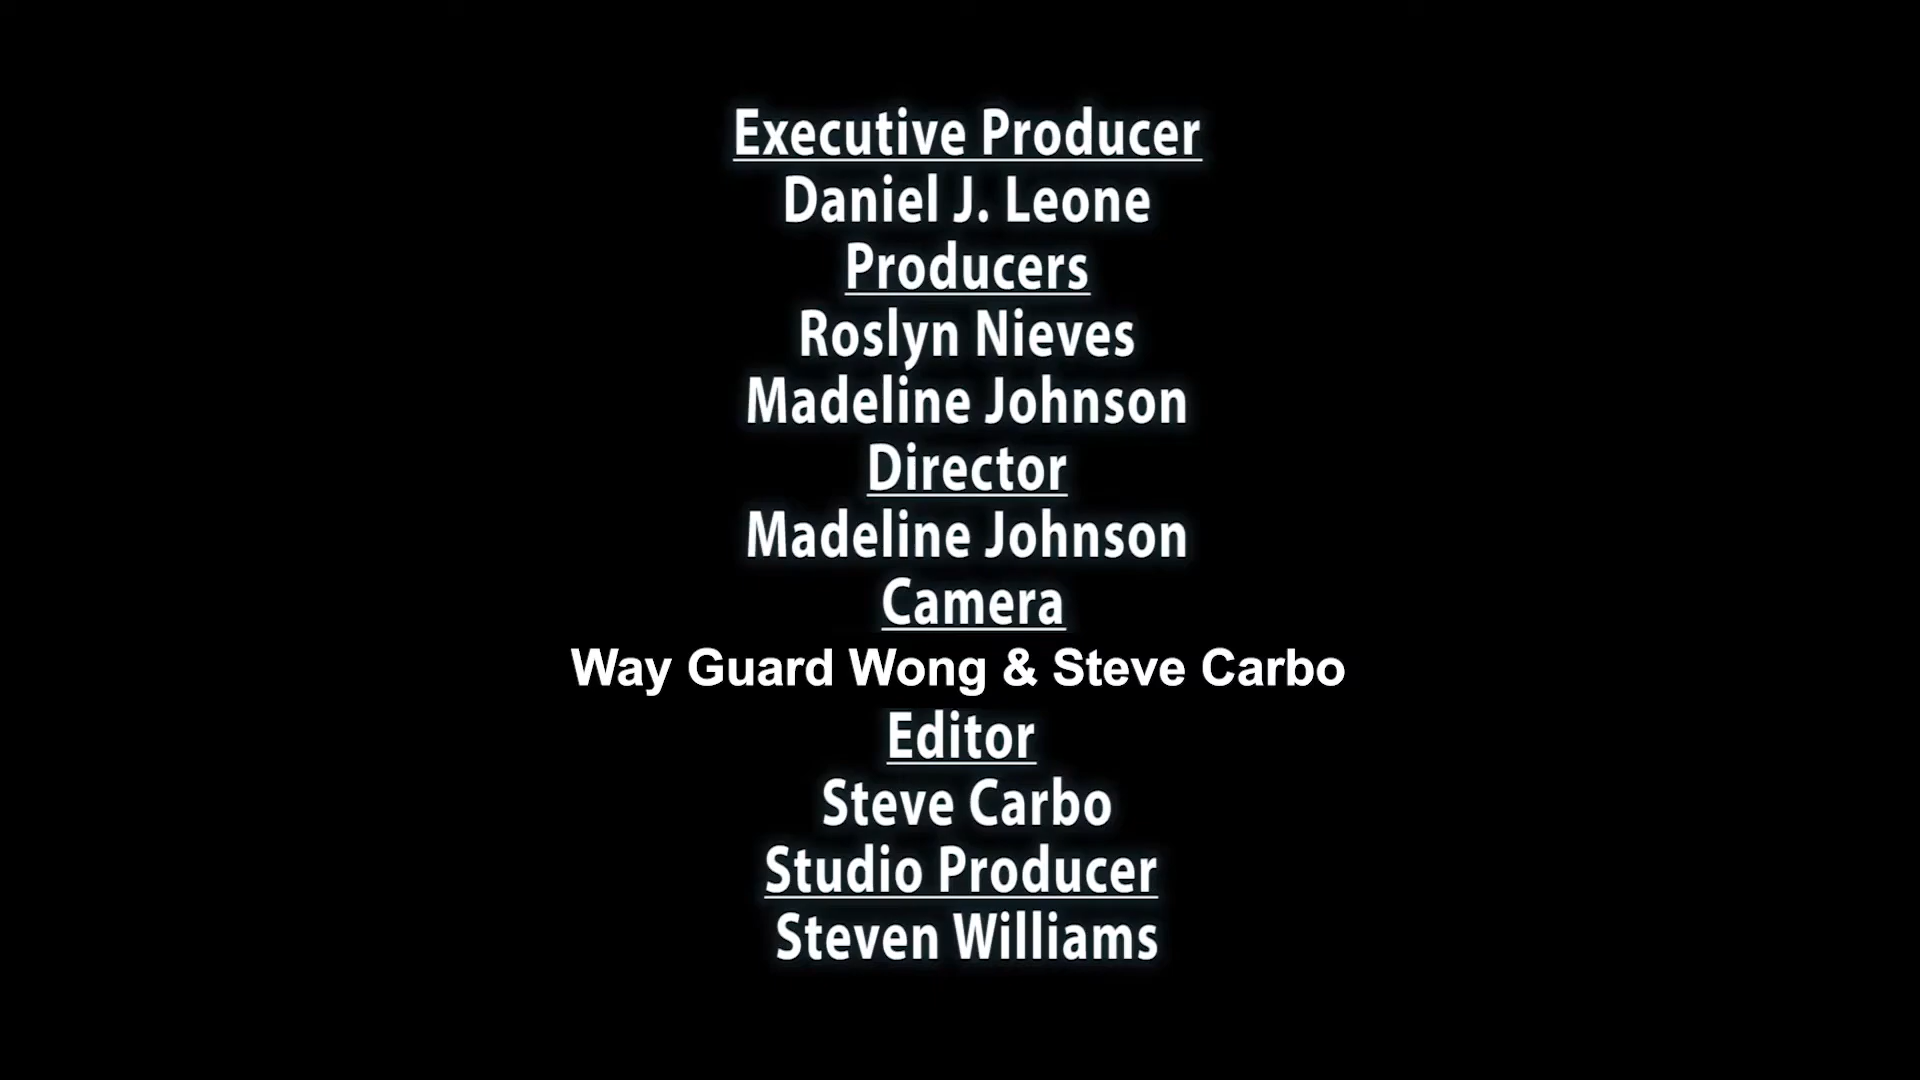 Executive Producer
Daniel J. Leone
Producers
Roslyn Nieves
Madeline Johnson
Director
Madeline Johnson
Camera
Way Guard Wong & Steve Carbo
Editor
Steve Carbo
Studio Producer
Steven Williams